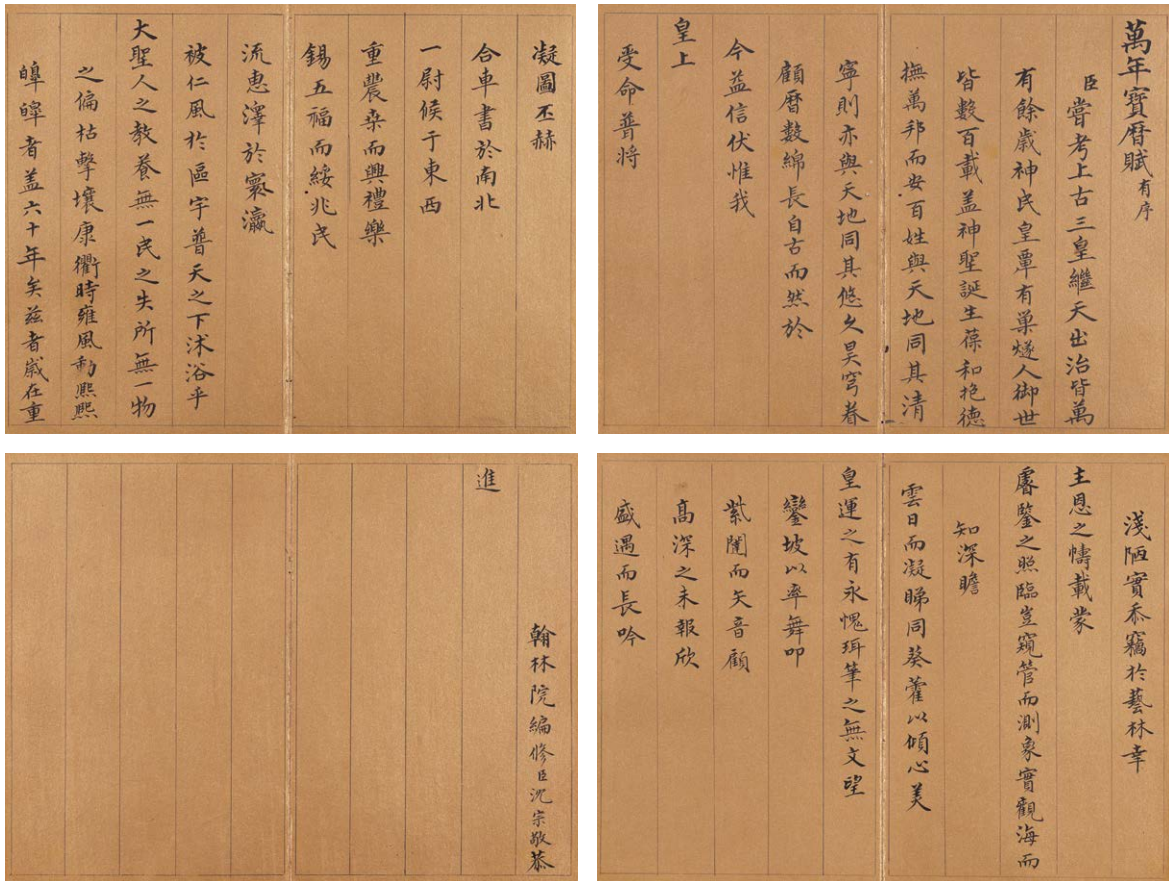 萬年寶曆賦 有序
臣嘗考上古三皇繼天出治皆萬
有餘歲神民皇覃有巢燧人御世
皆數百載盖神聖誕生葆和抱德
撫萬邦而安百姓與天地同其清
寧則亦與天地同其悠久昊穹眷
顧曆數綿長自古而然於
今益信伏惟我
皇上
受命普将
凝圖丕赫
合車書於南北
一尉候于東西
重農桒而興禮樂
錫五福而綏兆民
流惠澤於寰瀛
被仁風於區宇普天之下沭浴乎
大聖人之教養無一民之失所無一物
之偏枯擊壤康衢時雍風動熙熙
皥皥者盖六十年矣兹者歲在重
淺陋實忝竊於藝林幸
主恩之幬載蒙
睿鑒之照臨豈窺管而測象實觀海而
知深瞻
雲日而凝睇同葵藿以傾心美
皇運之有永愧珥筆之無文望
鑾坡以率舞叩
紫闥而矢音顧
高深之未報欣
盛遇而長吟
翰林院編修臣沈宗敬恭
進